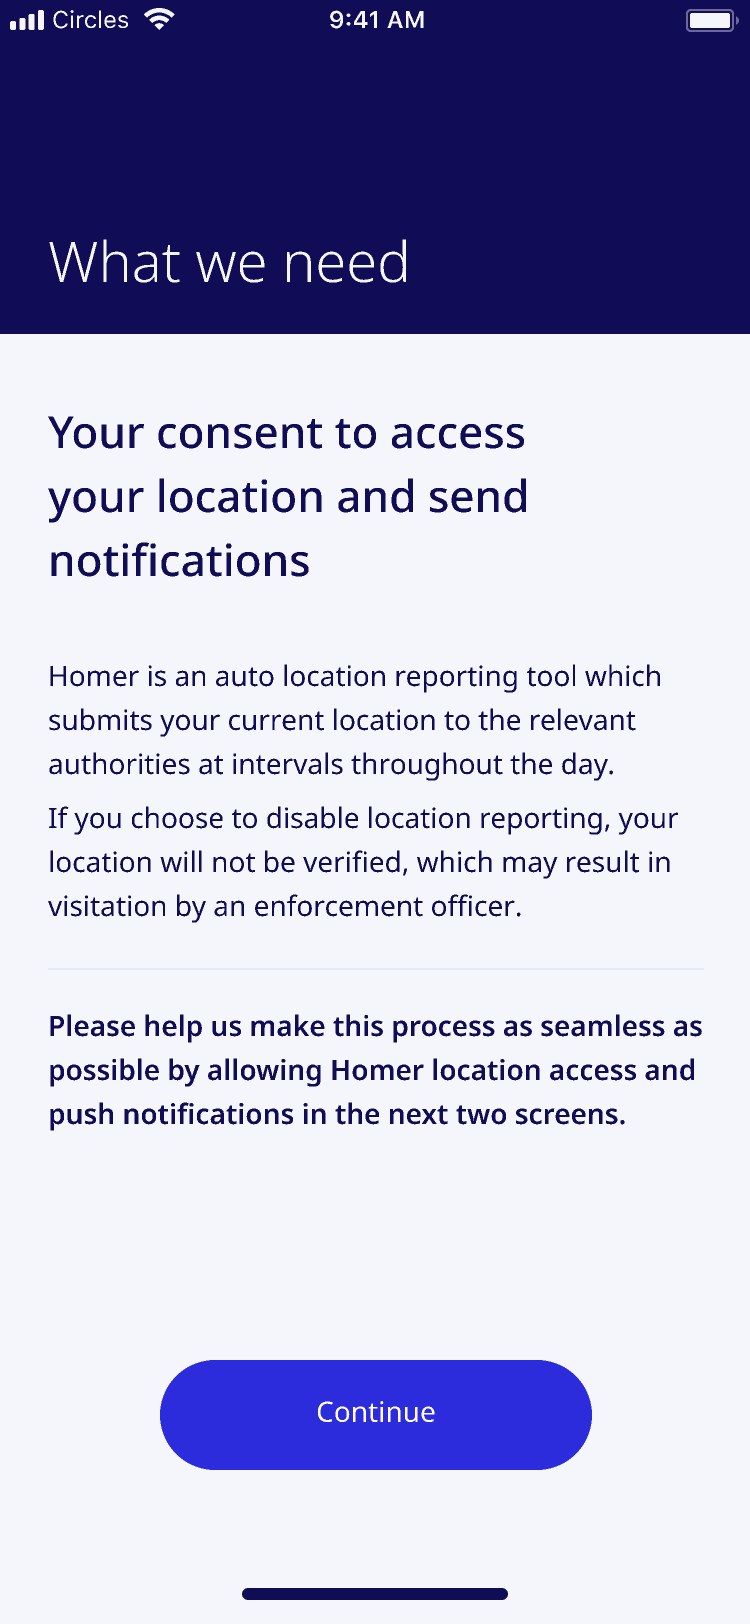 Circles 9:41 AM
What we need
Your consent to access
your location and send
notifications
Homer is an auto location reporting tool which
submits your current location to the relevant
authorities at intervals throughout the day.
If you choose to disable location reporting, your
location will not be verified, which may result in
visitation by an enforcement officer.
Please help us make this process as seamless as
possible by allowing Homer location access and
push notifications in the next two screens.
Continue